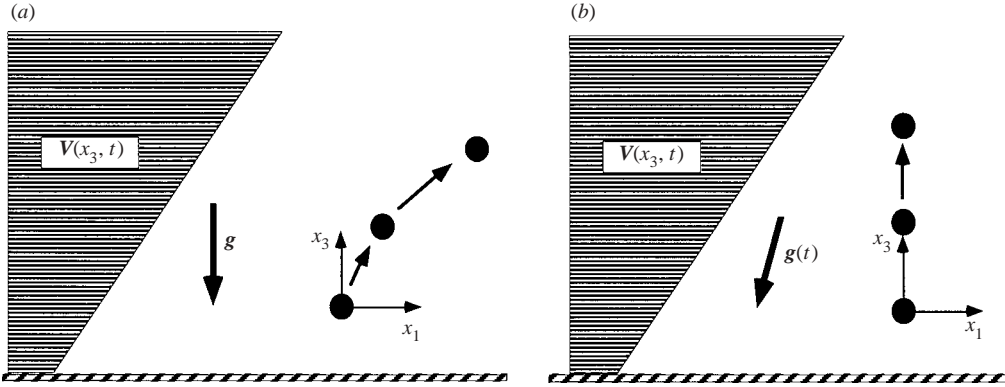 (a)
V(x₃, t)
g
x₃
x₁
(b)
V(x₃, t)
g(t)
x₃
x₁